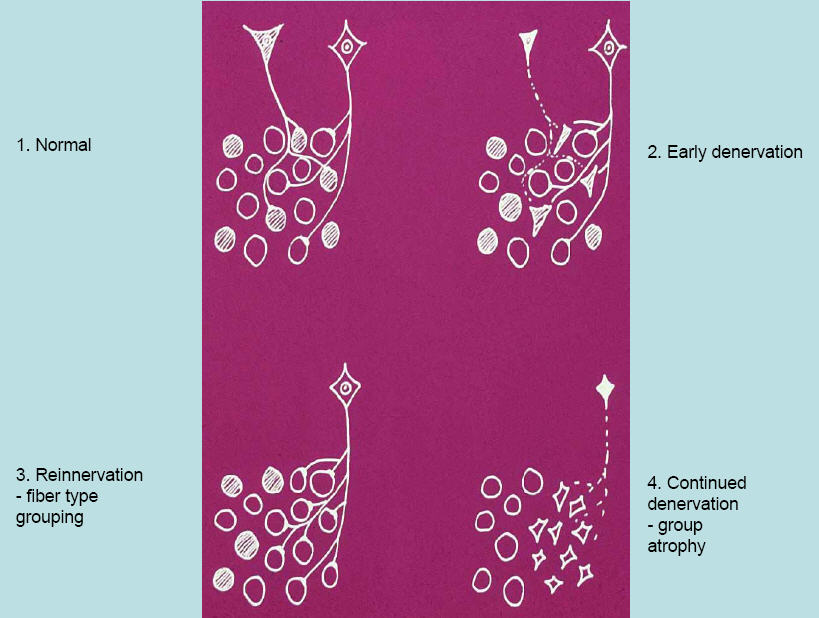 1. Normal
2. Early denervation
3. Reinnervation
- fiber type
grouping
4. Continued
denervation
- group
atrophy